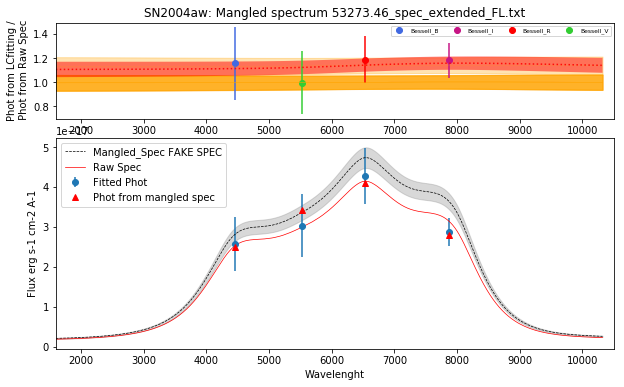 SN2004aw: Mangled spectrum 53273.46_spec_extended_FL.txt
Phot from LCfitting /
Phot from Raw Spec
1.4
1.2
1.0
0.8
Bessell_B
Bessell_I
Bessell_R
Bessell_V
2000 3000 4000 5000 6000 7000 8000 9000 10000
1e-17
Flux erg s-1 cm-2 A-1
5
4
3
2
1
0
Mangled_Spec FAKE SPEC
Raw Spec
Fitted Phot
Phot from mangled spec
2000 3000 4000 5000 6000 7000 8000 9000 10000
Wavelenght